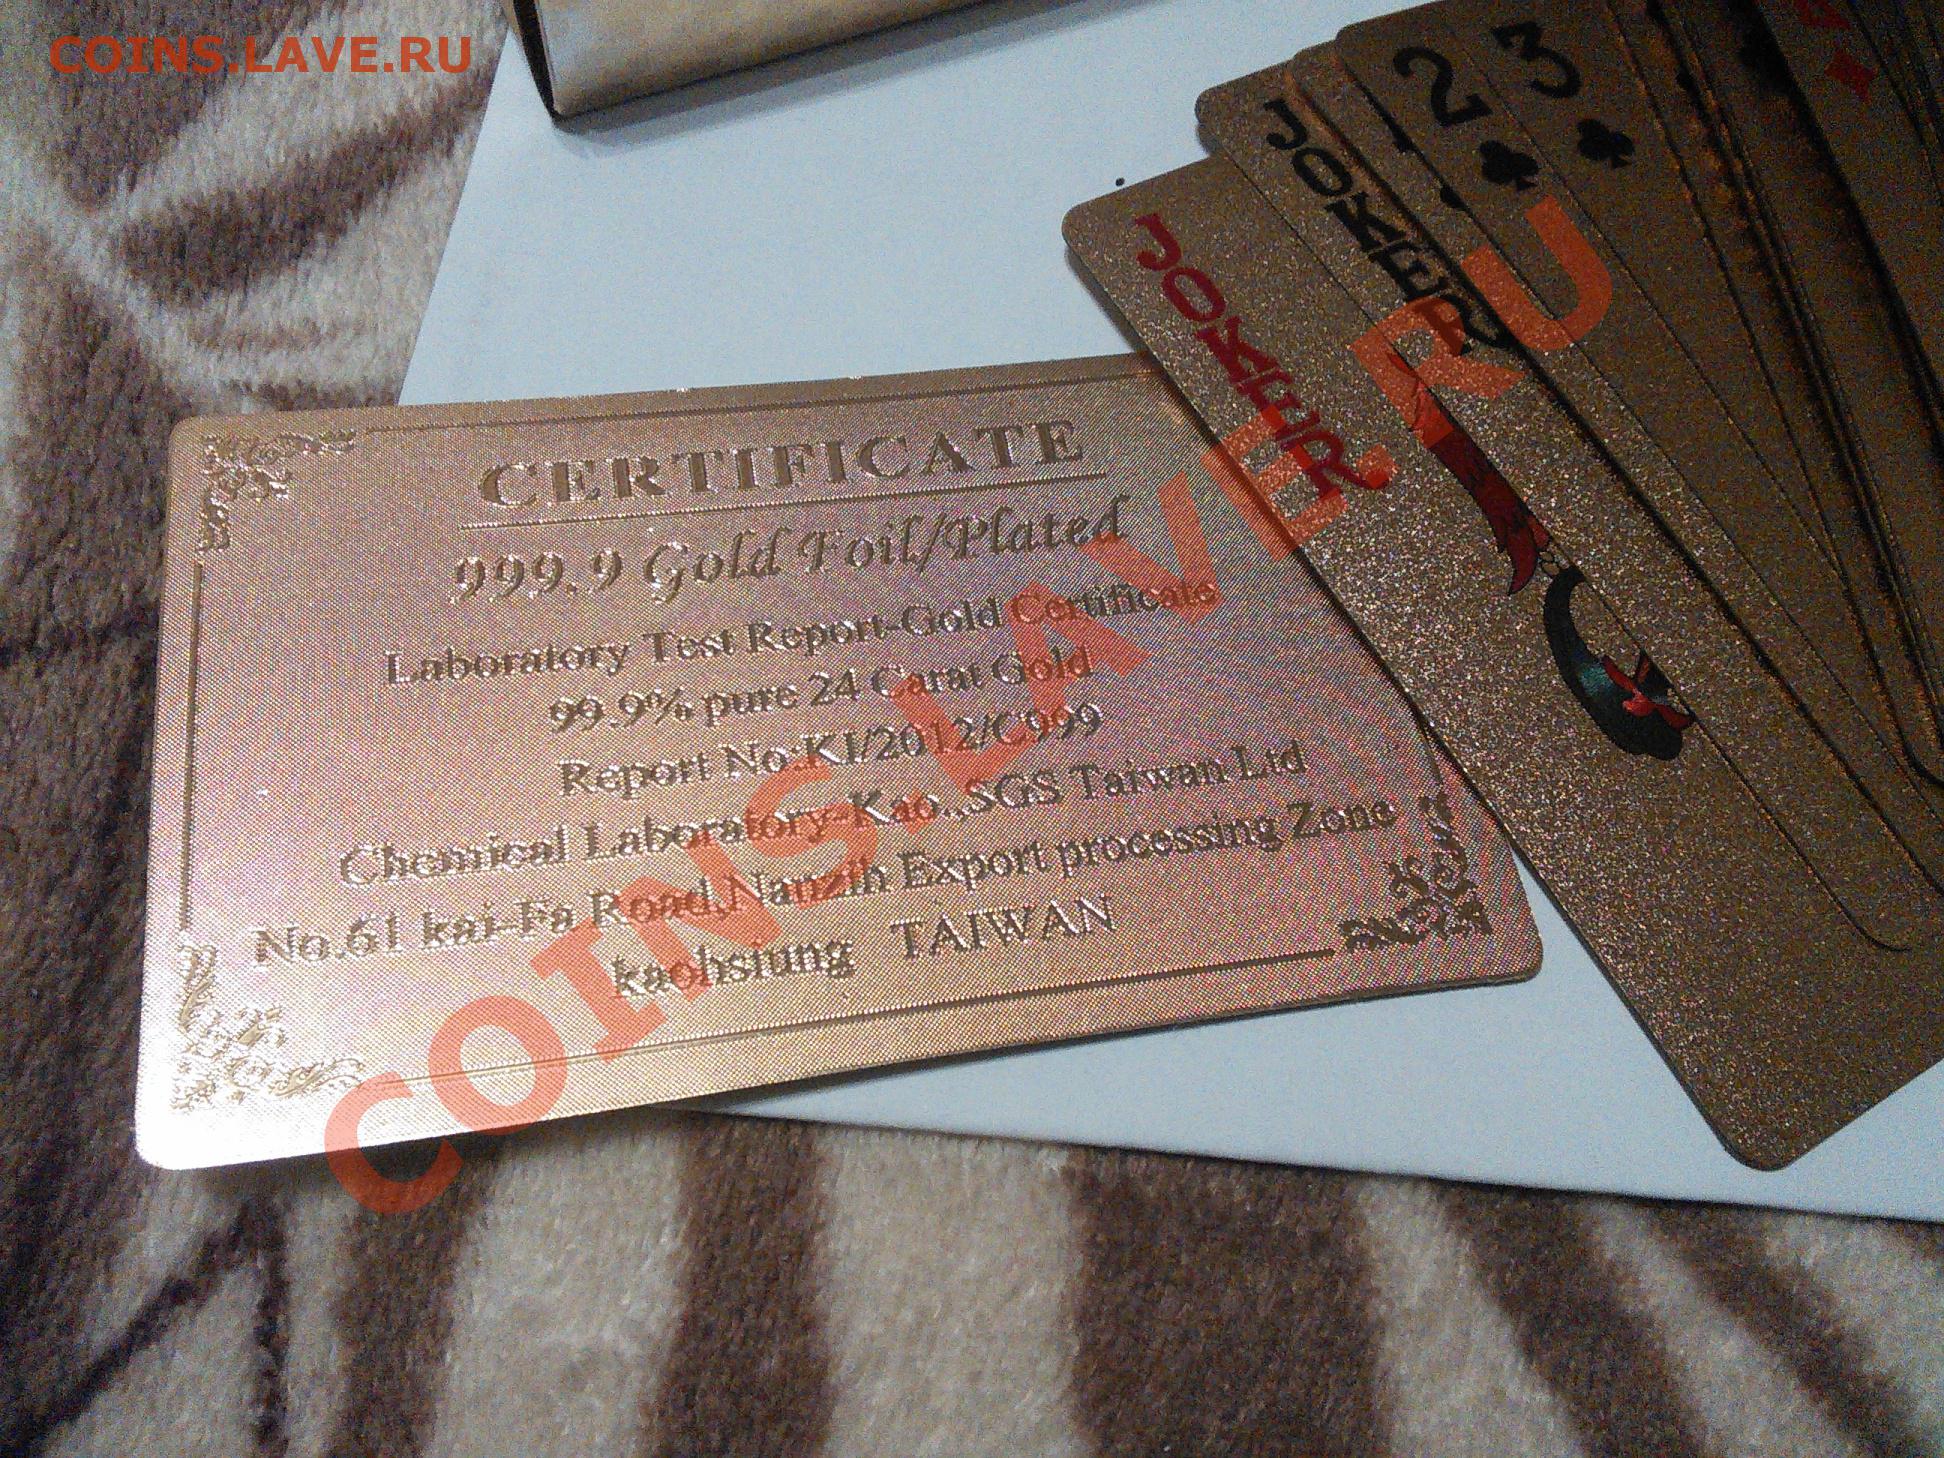 COINS.LAVE.RU
2
3
JOKER
JOKER
CERTIFICATE
999.9 Gold Foil/Plated
Laboratory Test Report-Gold Certificate
99.9% pure 24 Carat Gold
Report No:KI/2012/C999
Chemical Laboratory-Kao.,SGS Taiwan Ltd
No.61 kai-Fa Road,Nanzih Export processing Zone
kaohsiung TAIWAN
COINS.LAVE.RU